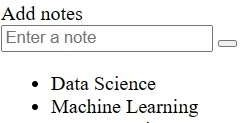 Add notes
Enter a note
Data Science
Machine Learning